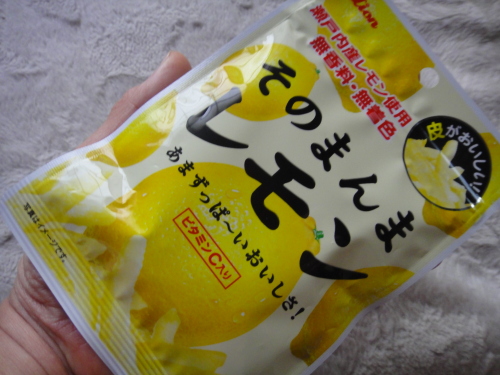 Lion
瀬戸内産レモン使用
無香料・無着色
そのまんま
レモン
皮がおいしい!
あまずっぱ〜いおいしさ!
ビタミンC入り
写真はイメージです。